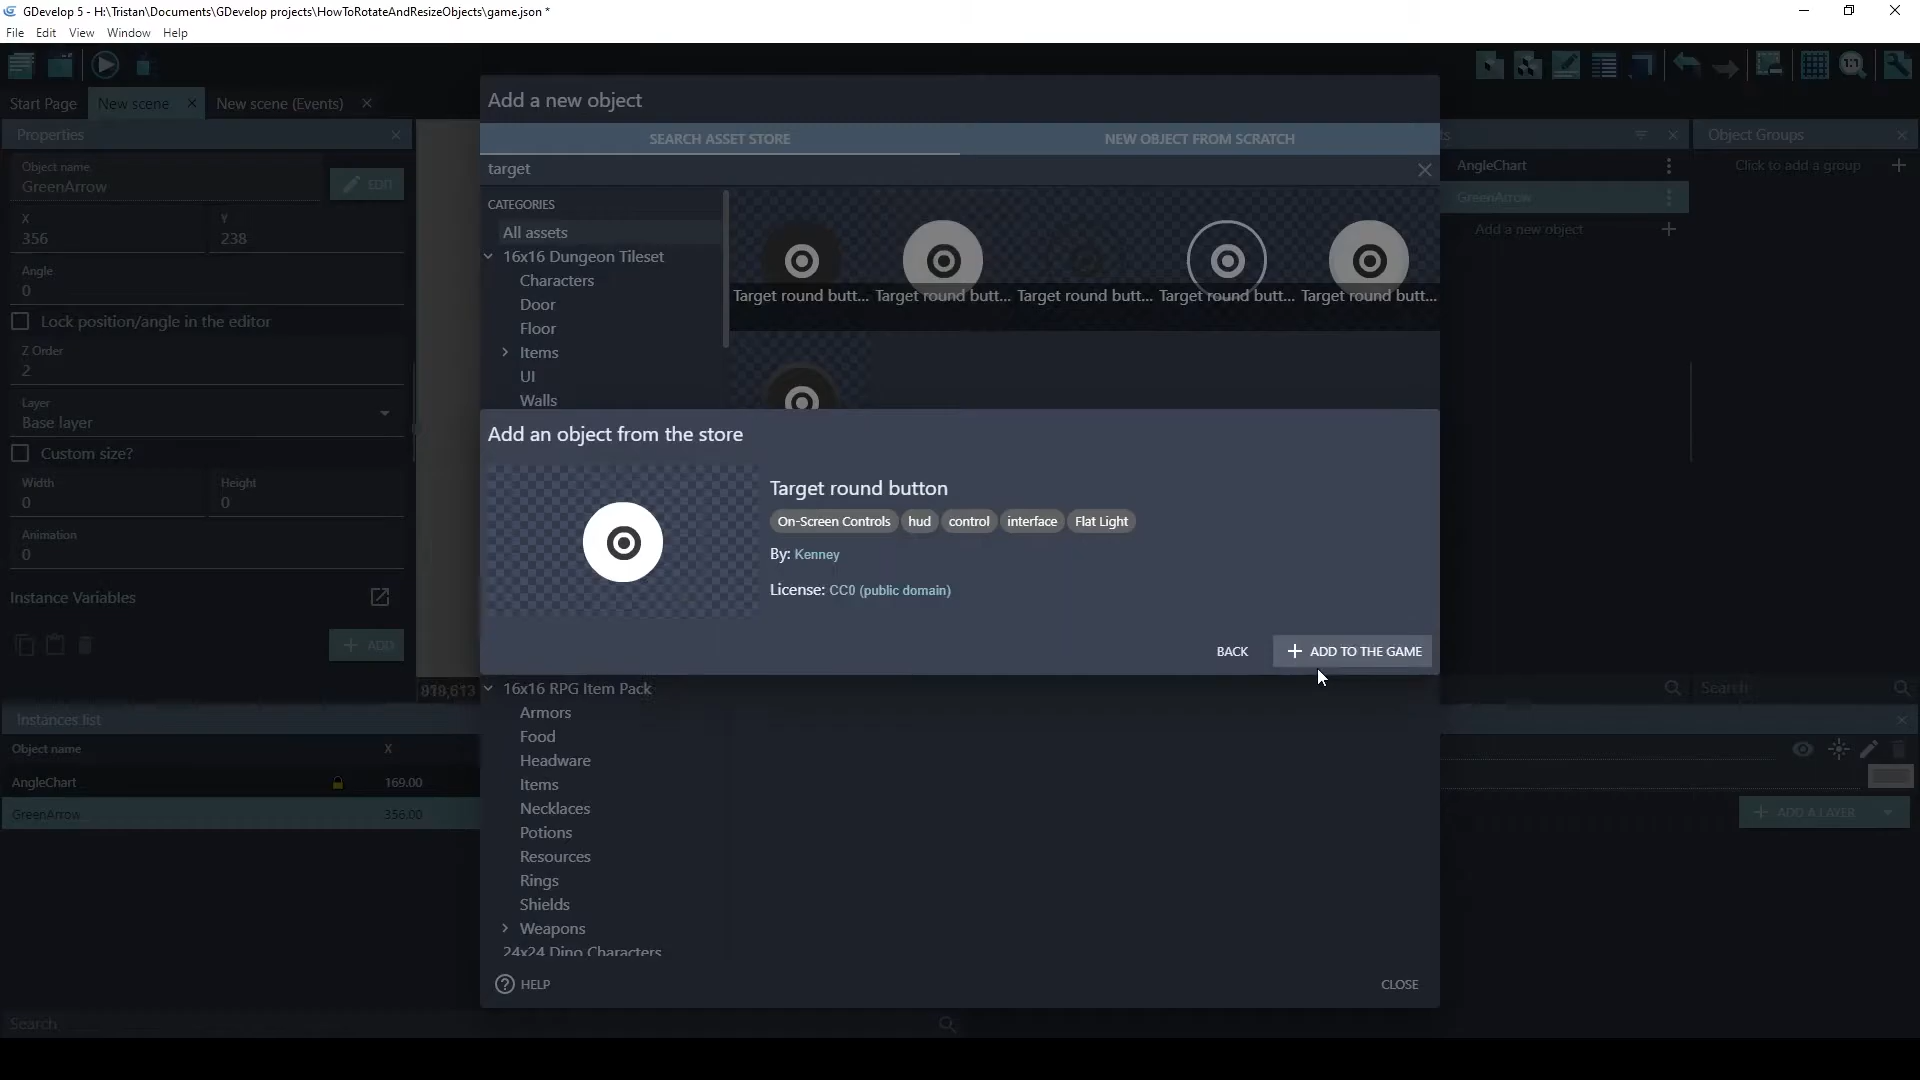 GDevelop 5 - H:\Tristan\Documents\GDevelop projects\HowToRotateAndResizeObjects\game.json *
File Edit View Window Help
Start Page New scene New scene (Events)
Properties
Object name
GreenArrow
EDIT
X Y
356 238
Angle
0
Lock position/angle in the editor
Z Order
2
Layer
Base layer
Custom size?
Width Height
0 0
Animation
0
Instance Variables
ADD
Instances list
Object name X
AngleChart 169.00
GreenArrow 356.00
Search
Add a new object
SEARCH ASSET STORE NEW OBJECT FROM SCRATCH
target
CATEGORIES
All assets
16x16 Dungeon Tileset
Characters
Door
Floor
Items
UI
Walls
Target round butt... Target round butt... Target round butt... Target round butt... Target round butt...
Add an object from the store
Target round button
On-Screen Controls hud control interface Flat Light
By: Kenney
License: CC0 (public domain)
BACK ADD TO THE GAME
16x16 RPG Item Pack
Armors
Food
Headware
Items
Necklaces
Potions
Resources
Rings
Shields
Weapons
24x24 Dino Characters
HELP CLOSE
1:1
AngleChart
GreenArrow
Add a new object
Object Groups
Click to add a group
Search
ADD A LAYER